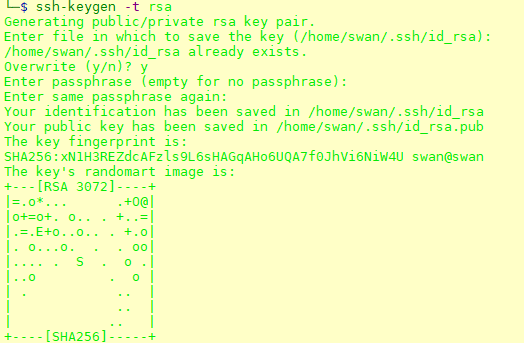 └─$ ssh-keygen -t rsa
Generating public/private rsa key pair.
Enter file in which to save the key (/home/swan/.ssh/id_rsa):
/home/swan/.ssh/id_rsa already exists.
Overwrite (y/n)? y
Enter passphrase (empty for no passphrase):
Enter same passphrase again:
Your identification has been saved in /home/swan/.ssh/id_rsa
Your public key has been saved in /home/swan/.ssh/id_rsa.pub
The key fingerprint is:
SHA256:xN1H3REZdcAFzls9L6sHAGqAHo6UQA7f0JhVi6NiW4U swan@swan
The key's randomart image is:
+---[RSA 3072]----+
|=.o*...      .+O@|
|o+=o+. o.. . +..=|
|.=.E+o..o.. . +.o|
|. o...o.  .  . oo|
|.... .  S  .  o .|
|..o         .  o |
| .           ..  |
|             ..  |
|            ..   |
+----[SHA256]-----+